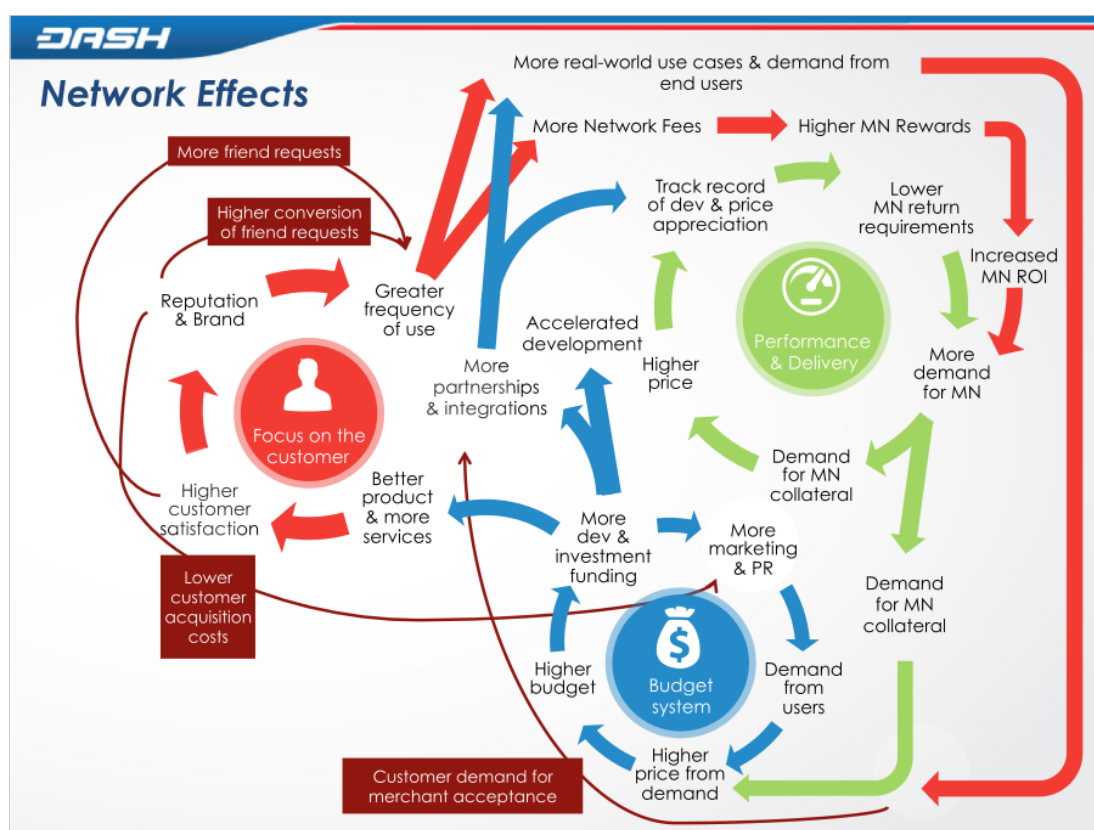 DASH
Network Effects
More real-world use cases & demand from
end users
More Network Fees
Higher MN Rewards
More friend requests
Higher conversion
of friend requests
Track record
of dev & price
appreciation
Lower
MN return
requirements
Increased
MN ROI
Reputation
& Brand
Greater
frequency
of use
Accelerated
development
Performance
& Delivery
More
partnerships
& integrations
Higher
price
More
demand
for MN
Focus on the
customer
Demand
for MN
collateral
Higher
customer
satisfaction
Better
product
& more
services
More
dev &
investment
funding
More
marketing
& PR
Lower
customer
acquisition
costs
Demand
for MN
collateral
Higher
budget
$
Budget
system
Demand
from
users
Higher
price from
demand
Customer demand for
merchant acceptance